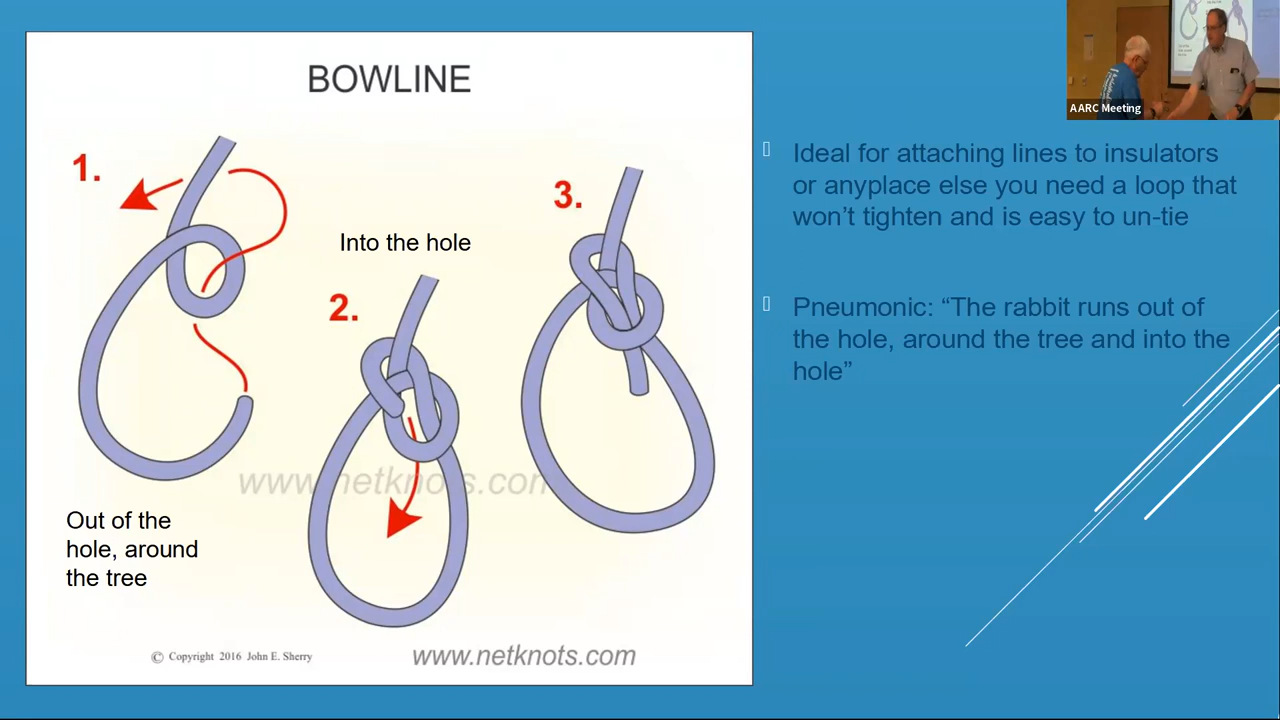 BOWLINE
1.
Into the hole
2.
3.
Out of the
hole, around
the tree
www.netknots.com
© Copyright 2016 John E. Sherry
www.netknots.com
AARC Meeting
Ideal for attaching lines to insulators
or anyplace else you need a loop that
won’t tighten and is easy to un-tie
Pneumonic: “The rabbit runs out of
the hole, around the tree and into the
hole”